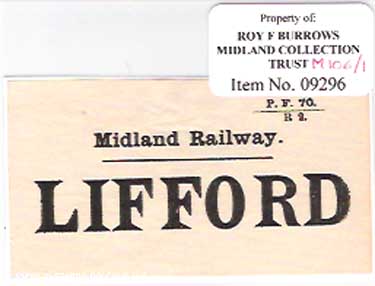 Property of:
ROY F BURROWS
MIDLAND COLLECTION
TRUST M106/1
Item No. 09296
P. F. 70.
R 2.
Midland Railway.
LIFFORD